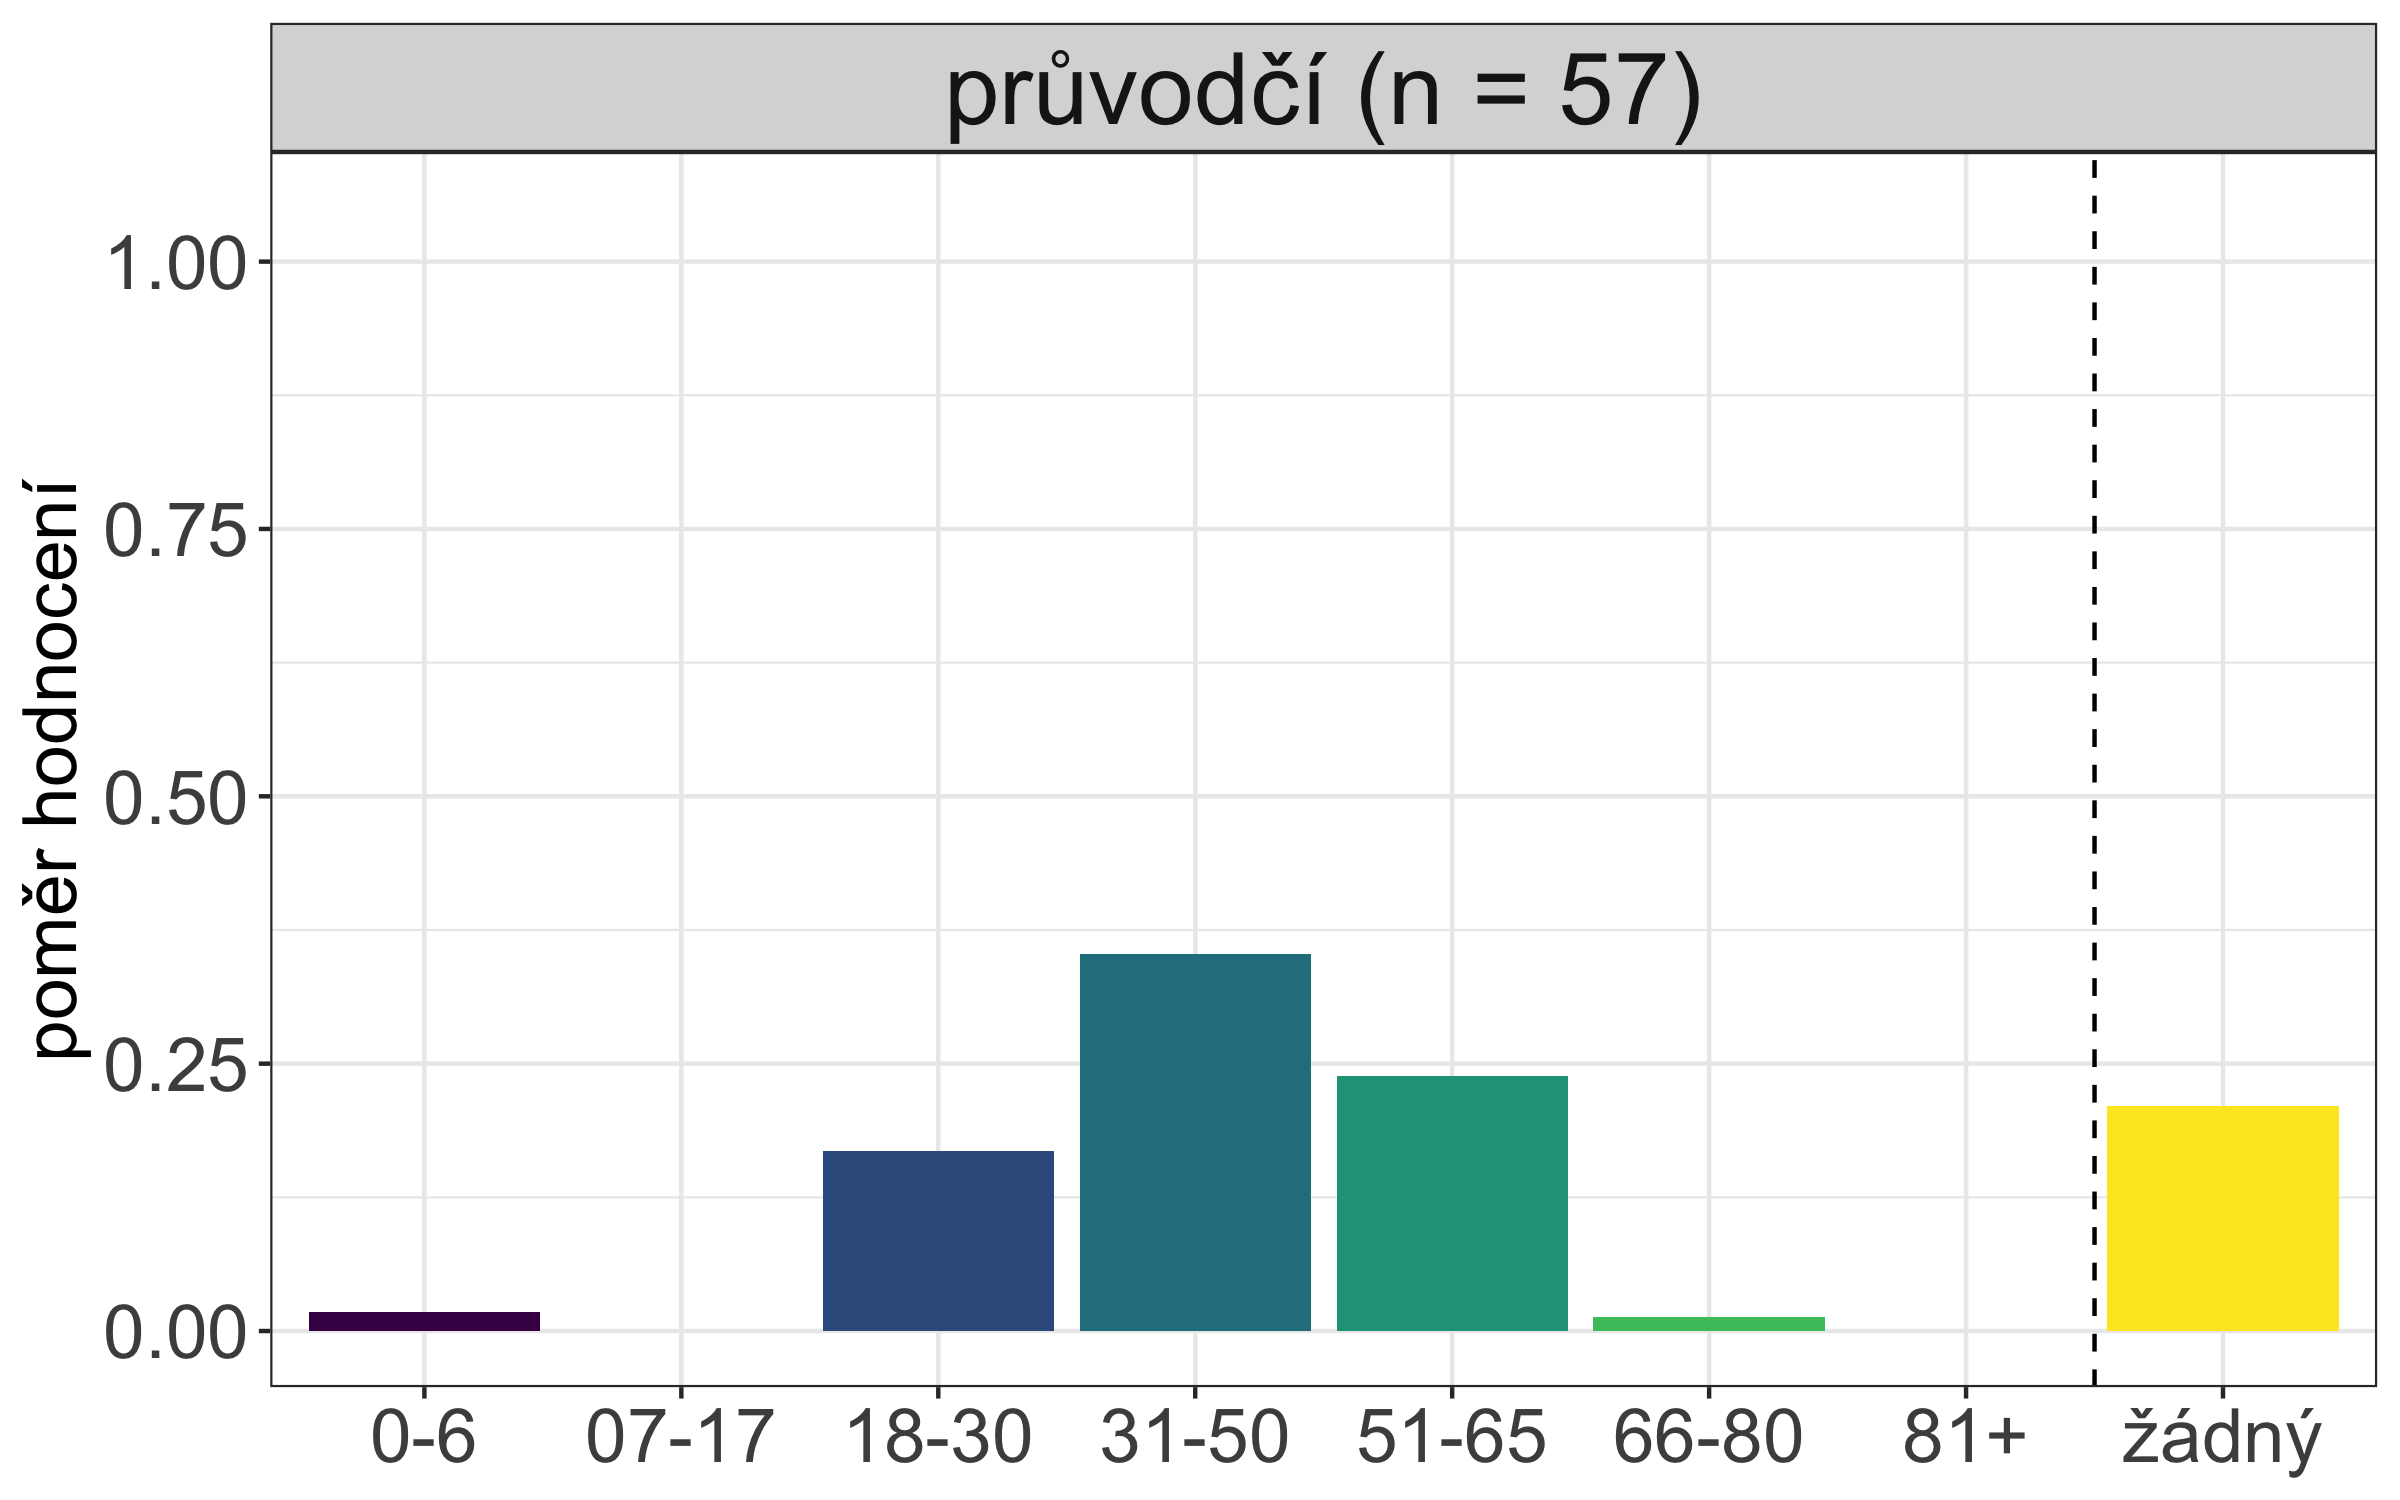 průvodčí (n = 57)
poměr hodnocení
1.00
0.75
0.50
0.25
0.00
0-6 07-17 18-30 31-50 51-65 66-80 81+ žádný